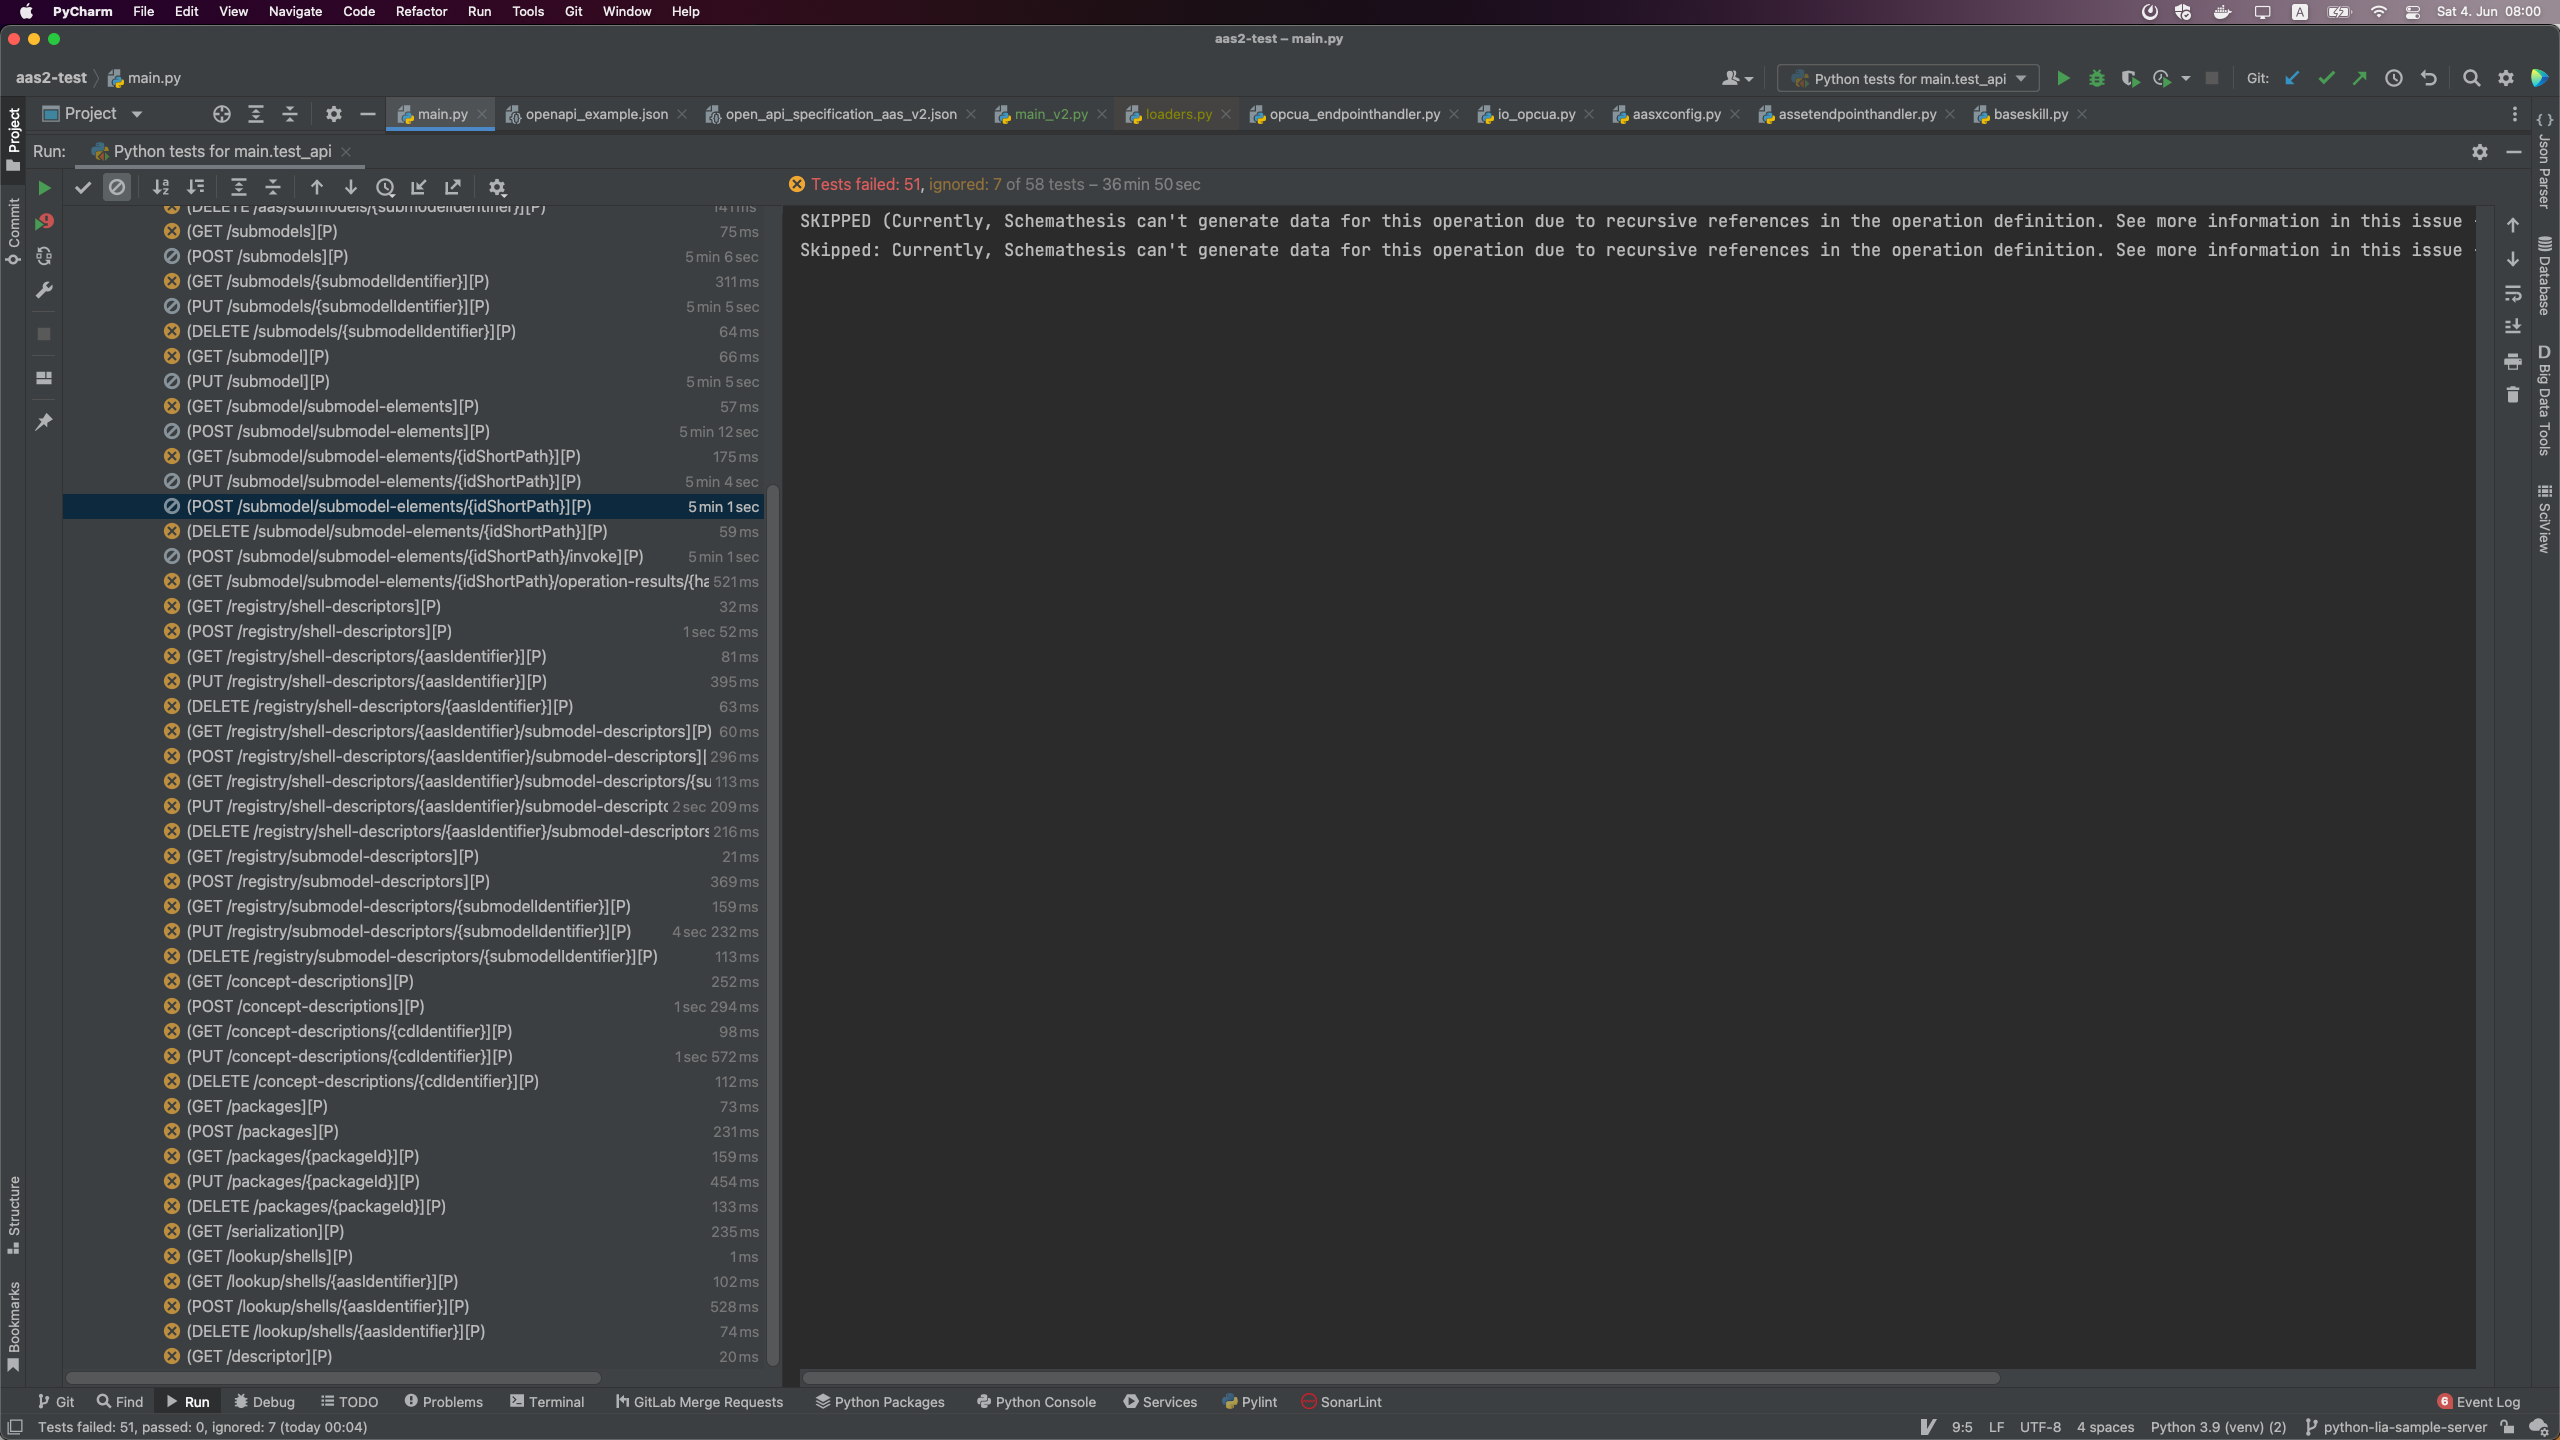 PyCharm File Edit View Navigate Code Refactor Run Tools Git Window Help
A Sat 4. Jun 08:00
aas2-test – main.py
aas2-test main.py
Python tests for main.test_api Git:
Project
main.py openapi_example.json open_api_specification_aas_v2.json main_v2.py loaders.py opcua_endpointhandler.py io_opcua.py aasxconfig.py assetendpointhandler.py baseskill.py
Run: Python tests for main.test_api
Tests failed: 51, ignored: 7 of 58 tests – 36 min 50 sec
(DELETE /aas/submodels/{submodelIdentifier}][P) 141 ms
(GET /submodels][P) 75 ms
(POST /submodels][P) 5 min 6 sec
(GET /submodels/{submodelIdentifier}][P) 311 ms
(PUT /submodels/{submodelIdentifier}][P) 5 min 5 sec
(DELETE /submodels/{submodelIdentifier}][P) 64 ms
(GET /submodel][P) 66 ms
(PUT /submodel][P) 5 min 5 sec
(GET /submodel/submodel-elements][P) 57 ms
(POST /submodel/submodel-elements][P) 5 min 12 sec
(GET /submodel/submodel-elements/{idShortPath}][P) 175 ms
(PUT /submodel/submodel-elements/{idShortPath}][P) 5 min 4 sec
(POST /submodel/submodel-elements/{idShortPath}][P) 5 min 1 sec
(DELETE /submodel/submodel-elements/{idShortPath}][P) 59 ms
(POST /submodel/submodel-elements/{idShortPath}/invoke][P) 5 min 1 sec
(GET /submodel/submodel-elements/{idShortPath}/operation-results/{ha 521 ms
(GET /registry/shell-descriptors][P) 32 ms
(POST /registry/shell-descriptors][P) 1 sec 52 ms
(GET /registry/shell-descriptors/{aasIdentifier}][P) 81 ms
(PUT /registry/shell-descriptors/{aasIdentifier}][P) 395 ms
(DELETE /registry/shell-descriptors/{aasIdentifier}][P) 63 ms
(GET /registry/shell-descriptors/{aasIdentifier}/submodel-descriptors][P) 60 ms
(POST /registry/shell-descriptors/{aasIdentifier}/submodel-descriptors][ 296 ms
(GET /registry/shell-descriptors/{aasIdentifier}/submodel-descriptors/{su 113 ms
(PUT /registry/shell-descriptors/{aasIdentifier}/submodel-descriptc 2 sec 209 ms
(DELETE /registry/shell-descriptors/{aasIdentifier}/submodel-descriptors 216 ms
(GET /registry/submodel-descriptors][P) 21 ms
(POST /registry/submodel-descriptors][P) 369 ms
(GET /registry/submodel-descriptors/{submodelIdentifier}][P) 159 ms
(PUT /registry/submodel-descriptors/{submodelIdentifier}][P) 4 sec 232 ms
(DELETE /registry/submodel-descriptors/{submodelIdentifier}][P) 113 ms
(GET /concept-descriptions][P) 252 ms
(POST /concept-descriptions][P) 1 sec 294 ms
(GET /concept-descriptions/{cdIdentifier}][P) 98 ms
(PUT /concept-descriptions/{cdIdentifier}][P) 1 sec 572 ms
(DELETE /concept-descriptions/{cdIdentifier}][P) 112 ms
(GET /packages][P) 73 ms
(POST /packages][P) 231 ms
(GET /packages/{packageId}][P) 159 ms
(PUT /packages/{packageId}][P) 454 ms
(DELETE /packages/{packageId}][P) 133 ms
(GET /serialization][P) 235 ms
(GET /lookup/shells][P) 1 ms
(GET /lookup/shells/{aasIdentifier}][P) 102 ms
(POST /lookup/shells/{aasIdentifier}][P) 528 ms
(DELETE /lookup/shells/{aasIdentifier}][P) 74 ms
(GET /descriptor][P) 20 ms
SKIPPED (Currently, Schemathesis can't generate data for this operation due to recursive references in the operation definition. See more information in this issue
Skipped: Currently, Schemathesis can't generate data for this operation due to recursive references in the operation definition. See more information in this issue
Project
Commit
Structure
Bookmarks
Json Parser
Database
D Big Data Tools
SciView
Git Find Run Debug TODO Problems Terminal GitLab Merge Requests Python Packages Python Console Services Pylint SonarLint 6 Event Log
Tests failed: 51, passed: 0, ignored: 7 (today 00:04) 9:5 LF UTF-8 4 spaces Python 3.9 (venv) (2) python-lia-sample-server